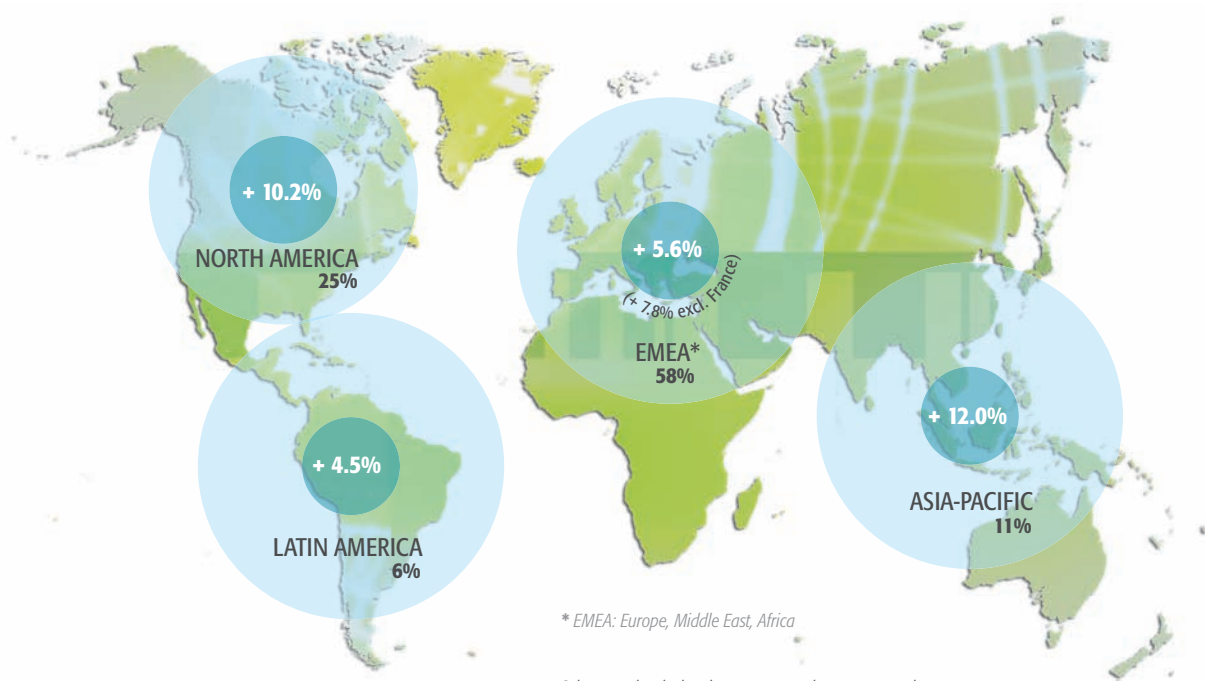 + 10.2%
NORTH AMERICA
25%
+ 5.6%
(+ 7.8% excl. France)
EMEA*
58%
+ 12.0%
ASIA-PACIFIC
11%
+ 4.5%
LATIN AMERICA
6%
* EMEA: Europe, Middle East, Africa